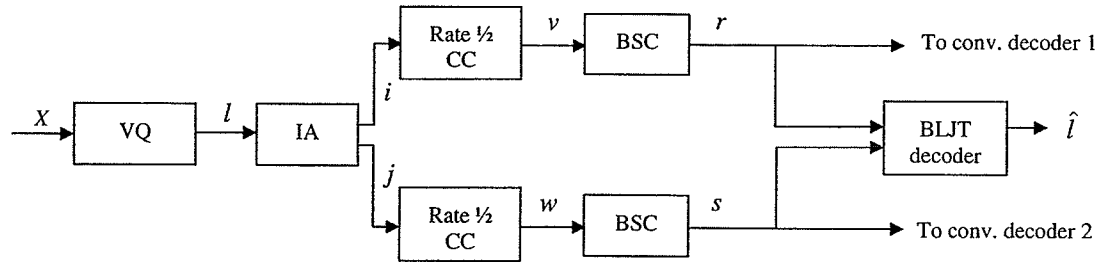 X
VQ
l
IA
i
j
Rate ½
CC
v
BSC
r
To conv. decoder 1
BLJT
decoder
l̂
Rate ½
CC
w
BSC
s
To conv. decoder 2